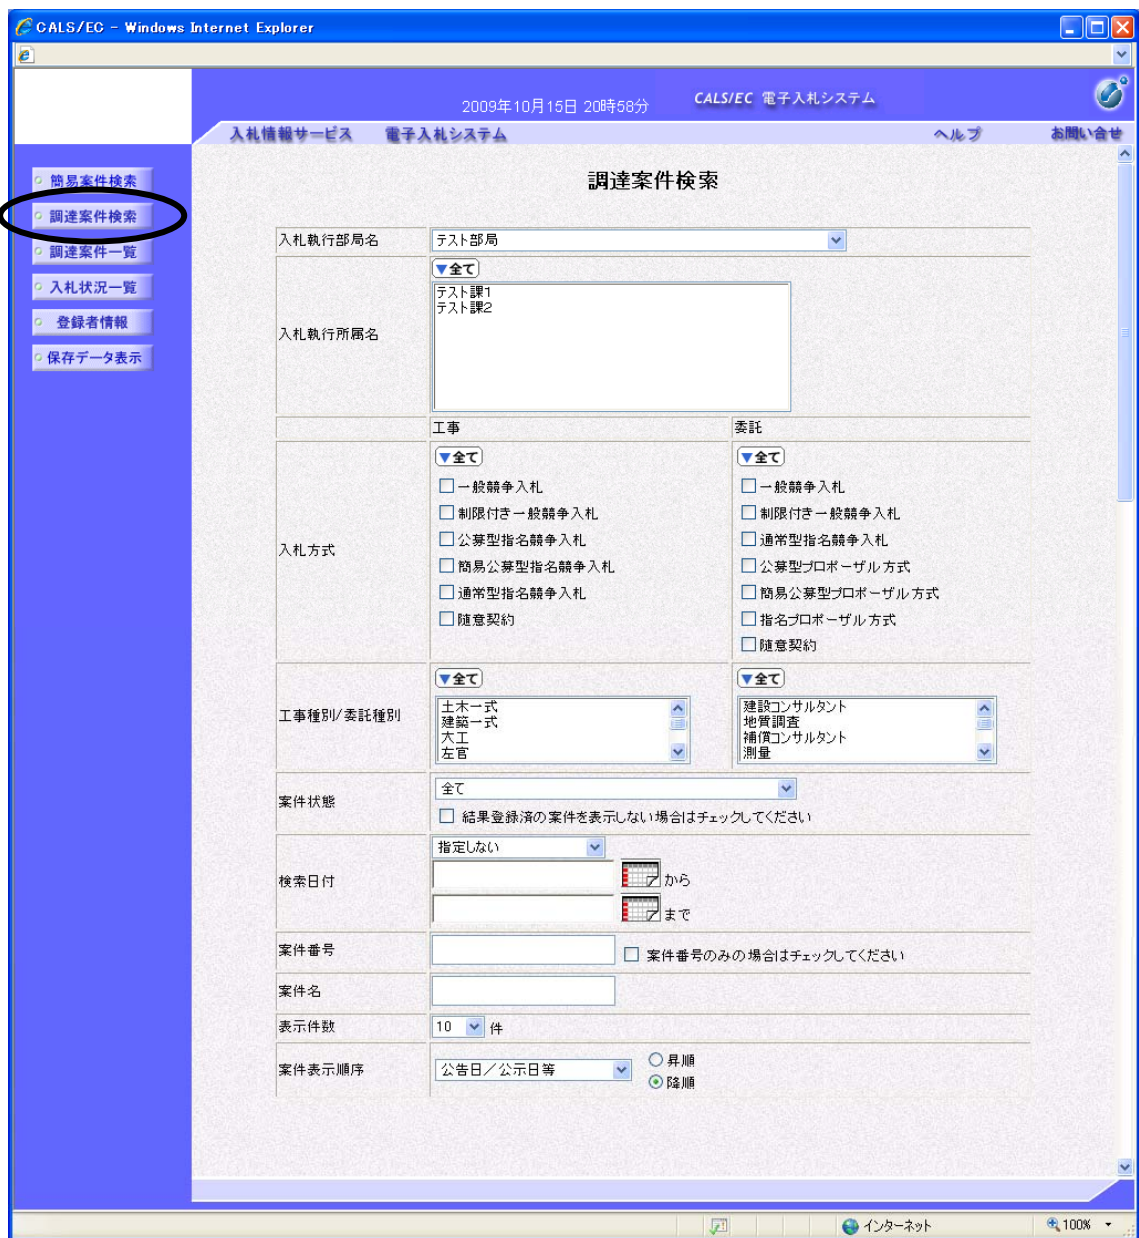 CALS/EC - Windows Internet Explorer
2009年10月15日 20時58分
CALS/EC 電子入札システム
入札情報サービス 電子入札システム ヘルプ お問い合せ
簡易案件検索
調達案件検索
調達案件一覧
入札状況一覧
登録者情報
保存データ表示
調達案件検索
入札執行部局名 テスト部局
▼全て
入札執行所属名
テスト課1
テスト課2
工事 委託
入札方式
▼全て ▼全て
一般競争入札 一般競争入札
制限付き一般競争入札 制限付き一般競争入札
公募型指名競争入札 通常型指名競争入札
簡易公募型指名競争入札 公募型プロポーザル方式
通常型指名競争入札 簡易公募型プロポーザル方式
随意契約 指名プロポーザル方式
随意契約
工事種別/委託種別
▼全て ▼全て
土木一式 建設コンサルタント
建築一式 地質調査
大工 補償コンサルタント
左官 測量
案件状態 全て
結果登録済の案件を表示しない場合はチェックしてください
検索日付 指定しない
から
まで
案件番号 案件番号のみの場合はチェックしてください
案件名
表示件数 10 件
案件表示順序 公告日／公示日等
昇順
降順
インターネット 100%